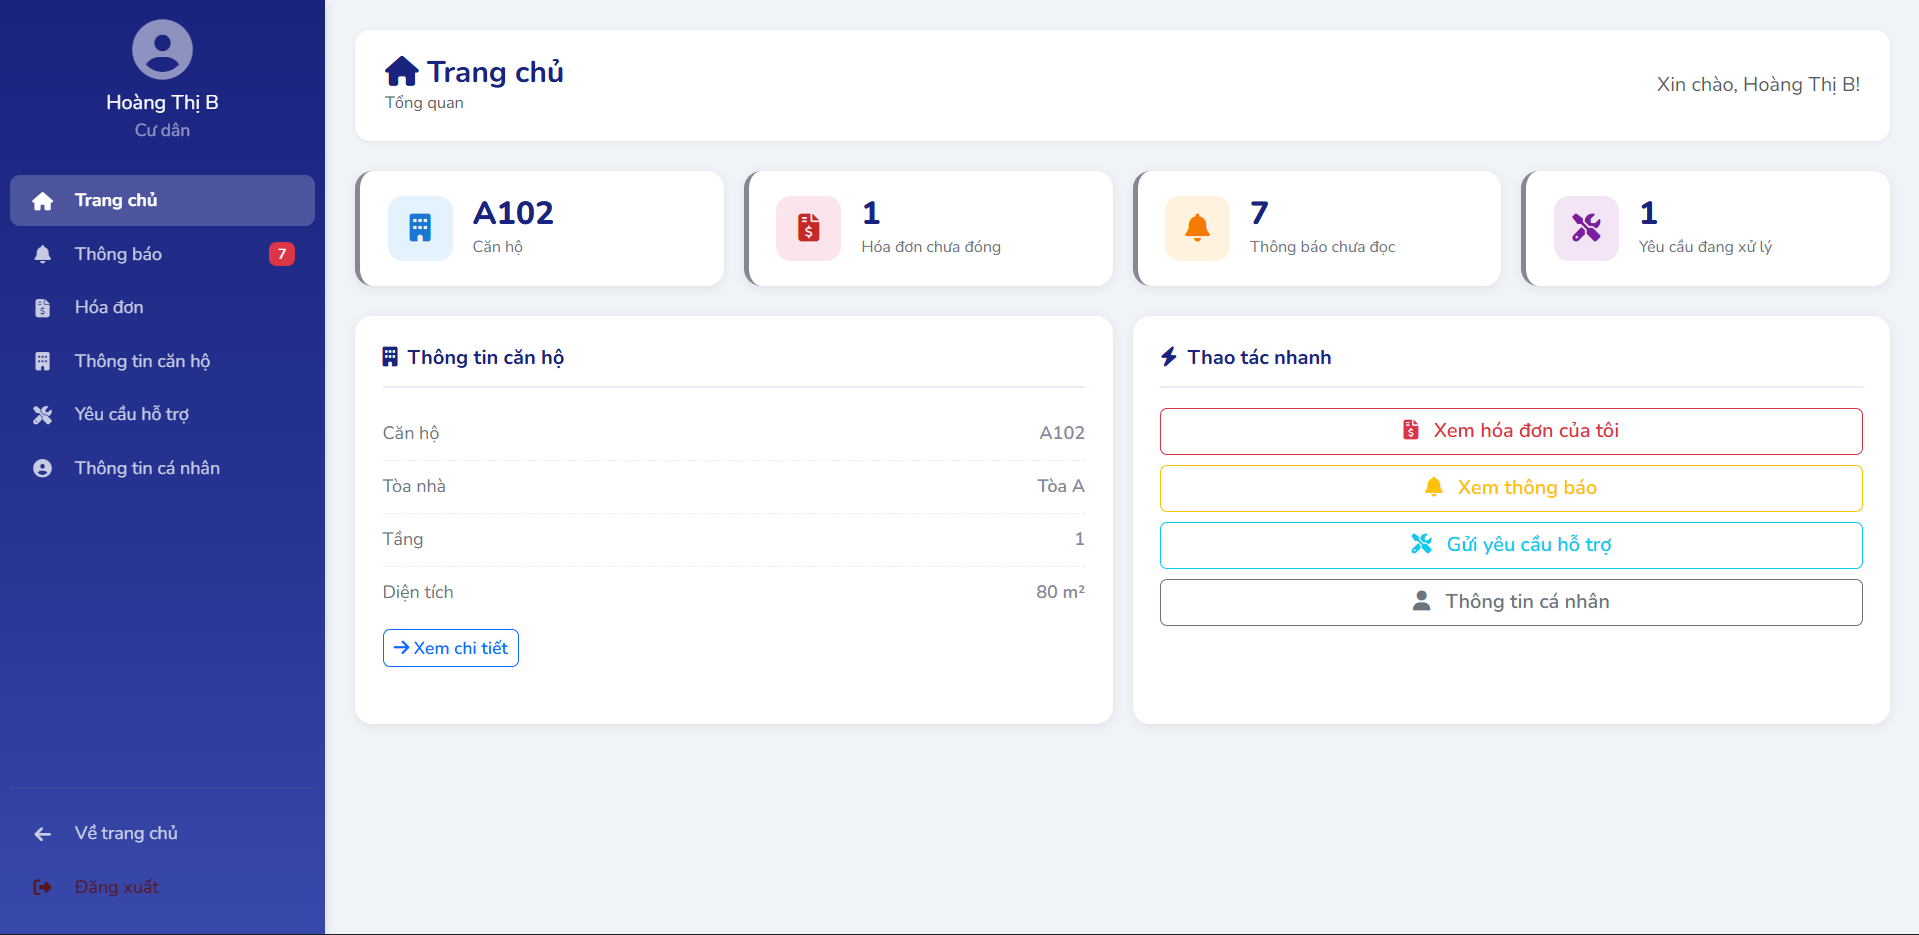 Hoàng Thị B
Cư dân
Trang chủ
Thông báo 7
Hóa đơn
Thông tin căn hộ
Yêu cầu hỗ trợ
Thông tin cá nhân
Về trang chủ
Đăng xuất
Trang chủ
Tổng quan
Xin chào, Hoàng Thị B!
A102
Căn hộ
1
Hóa đơn chưa đóng
7
Thông báo chưa đọc
1
Yêu cầu đang xử lý
Thông tin căn hộ
Căn hộ A102
Tòa nhà Tòa A
Tầng 1
Diện tích 80 m²
Xem chi tiết
Thao tác nhanh
Xem hóa đơn của tôi
Xem thông báo
Gửi yêu cầu hỗ trợ
Thông tin cá nhân